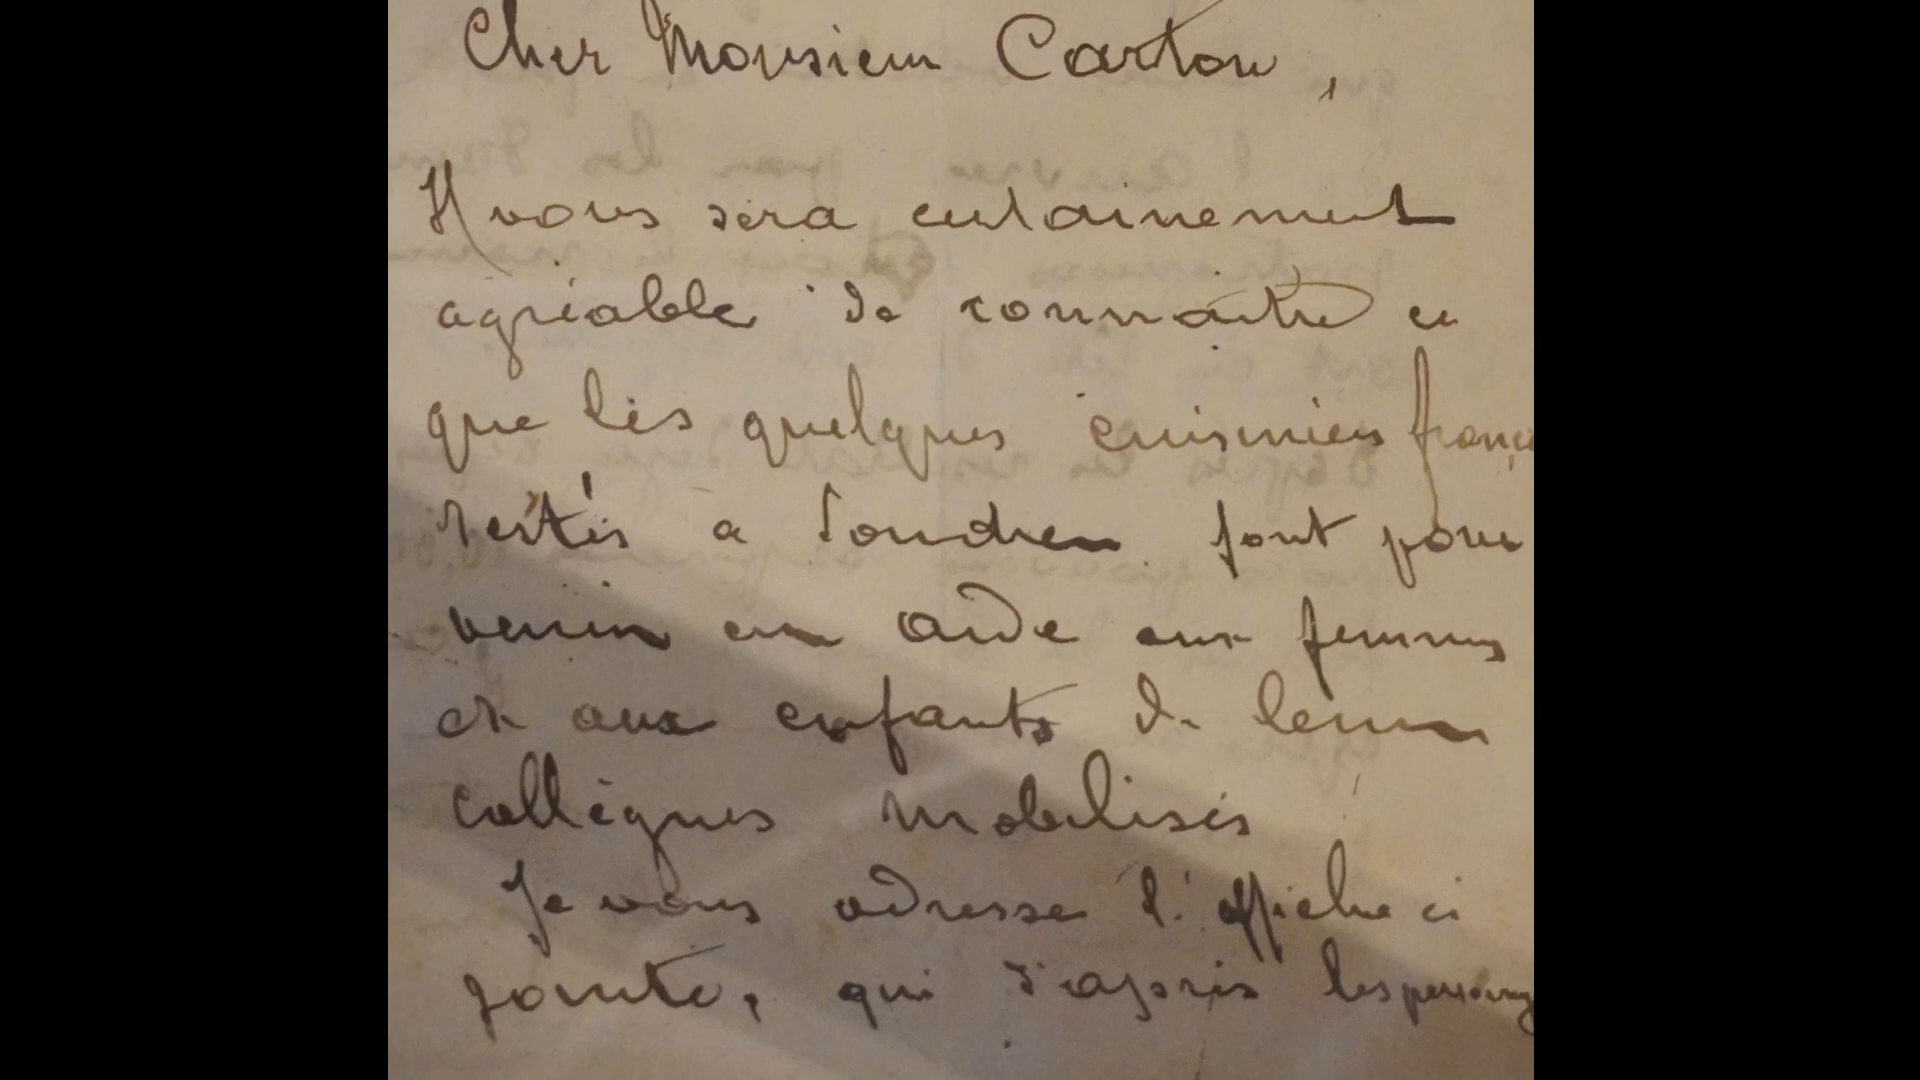 Cher Monsieur Carton,
Il vous sera certainement
agréable de connaître ce
que les quelques cuisiniers françai
restés a Londres font pour
venir en aide aux femmes
et aux enfants de leurs
collègues mobilisés
Je vous adresse l'affiche ci
jointe, qui d'après les personnes